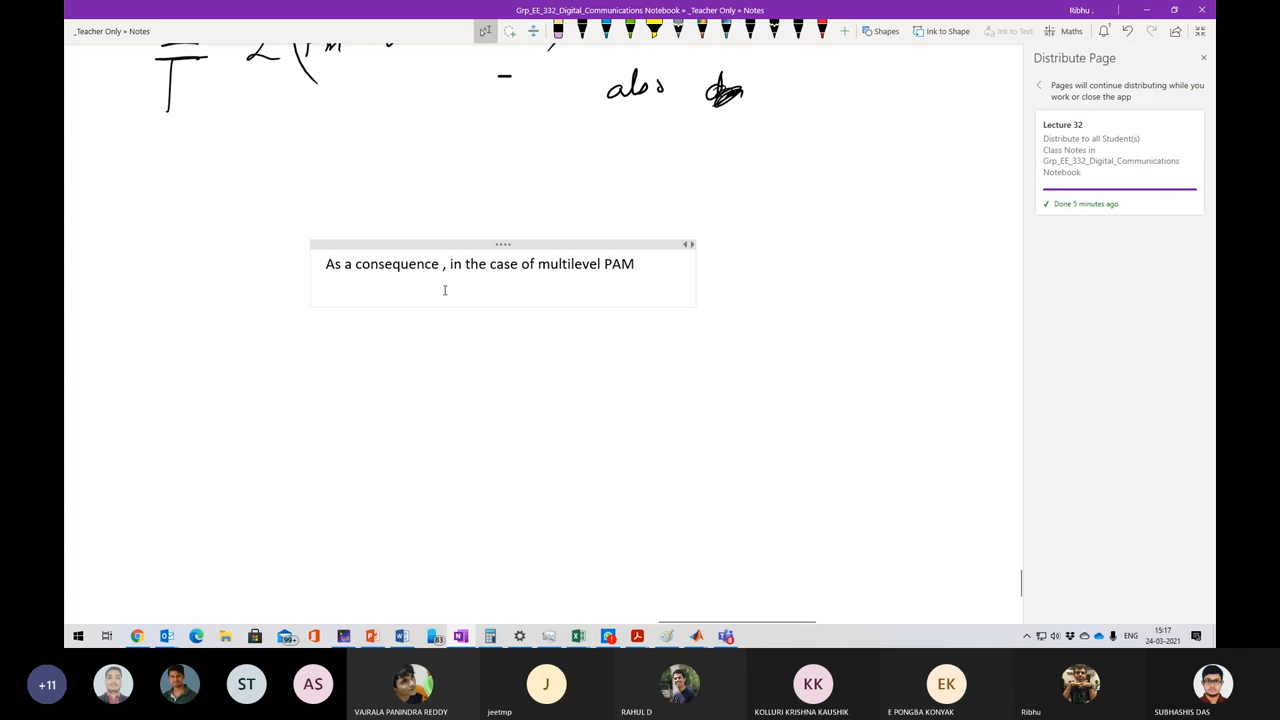 Grp_EE_332_Digital_Communications Notebook » _Teacher Only » Notes
Ribhu .
_Teacher Only » Notes
Shapes
Ink to Shape
Ink to Text
Maths
Distribute Page
Pages will continue distributing while you
work or close the app
Lecture 32
Distribute to all Student(s)
Class Notes in
Grp_EE_332_Digital_Communications
Notebook
Done 5 minutes ago
also
As a consequence , in the case of multilevel PAM
99+
83
8
ENG
15:17
24-03-2021
+11
ST
AS
J
KK
EK
VAJRALA PANINDRA REDDY
jeetmp
RAHUL D
KOLLURI KRISHNA KAUSHIK
E PONGBA KONYAK
Ribhu
SUBHASHIS DAS